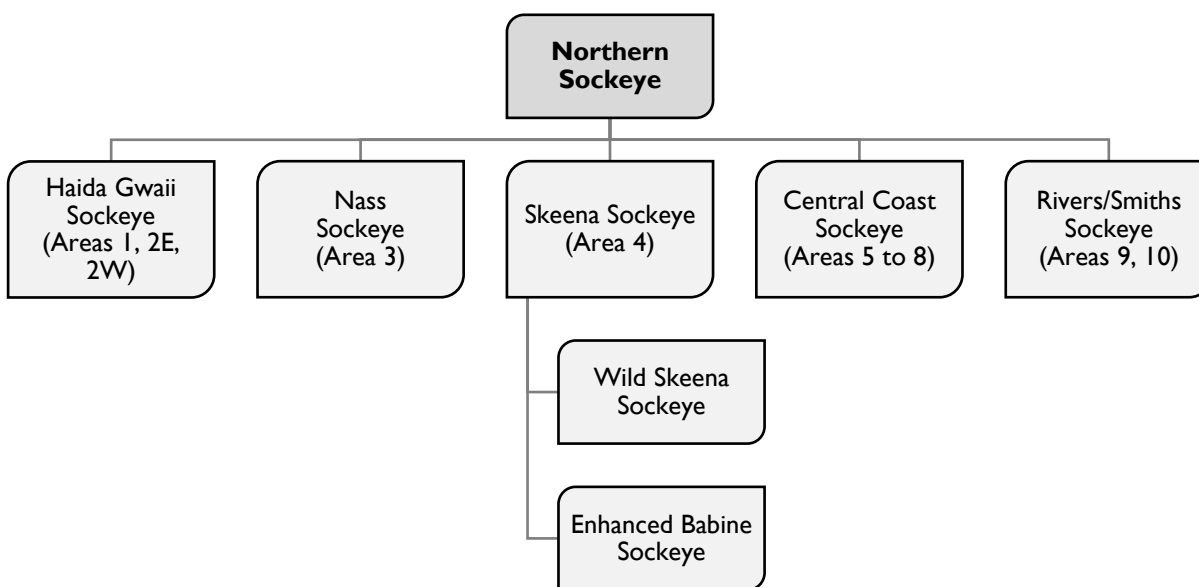 Northern
Sockeye
Haida Gwaii
Sockeye
(Areas 1, 2E,
2W)
Nass
Sockeye
(Area 3)
Skeena Sockeye
(Area 4)
Central Coast
Sockeye
(Areas 5 to 8)
Rivers/Smiths
Sockeye
(Areas 9, 10)
Wild Skeena
Sockeye
Enhanced Babine
Sockeye